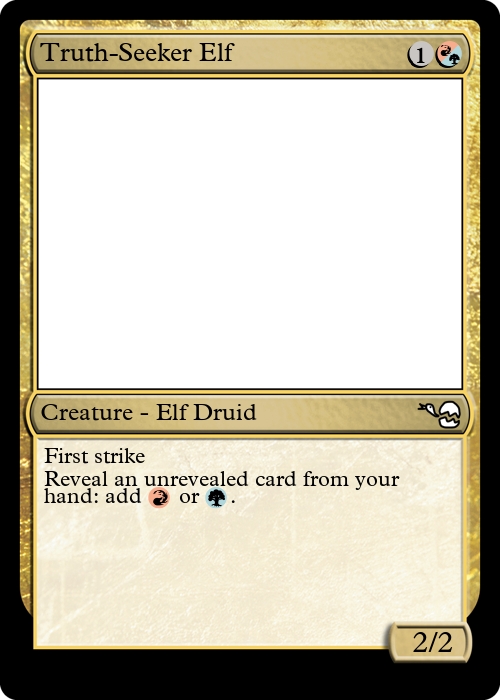 Truth-Seeker Elf 1
Creature - Elf Druid
First strike
Reveal an unrevealed card from your
hand: add or .
2/2